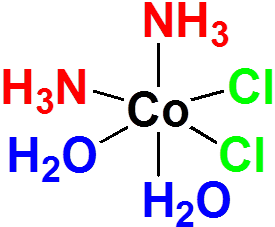 NH₃
H₃N Cl
Co
H₂O Cl
H₂O